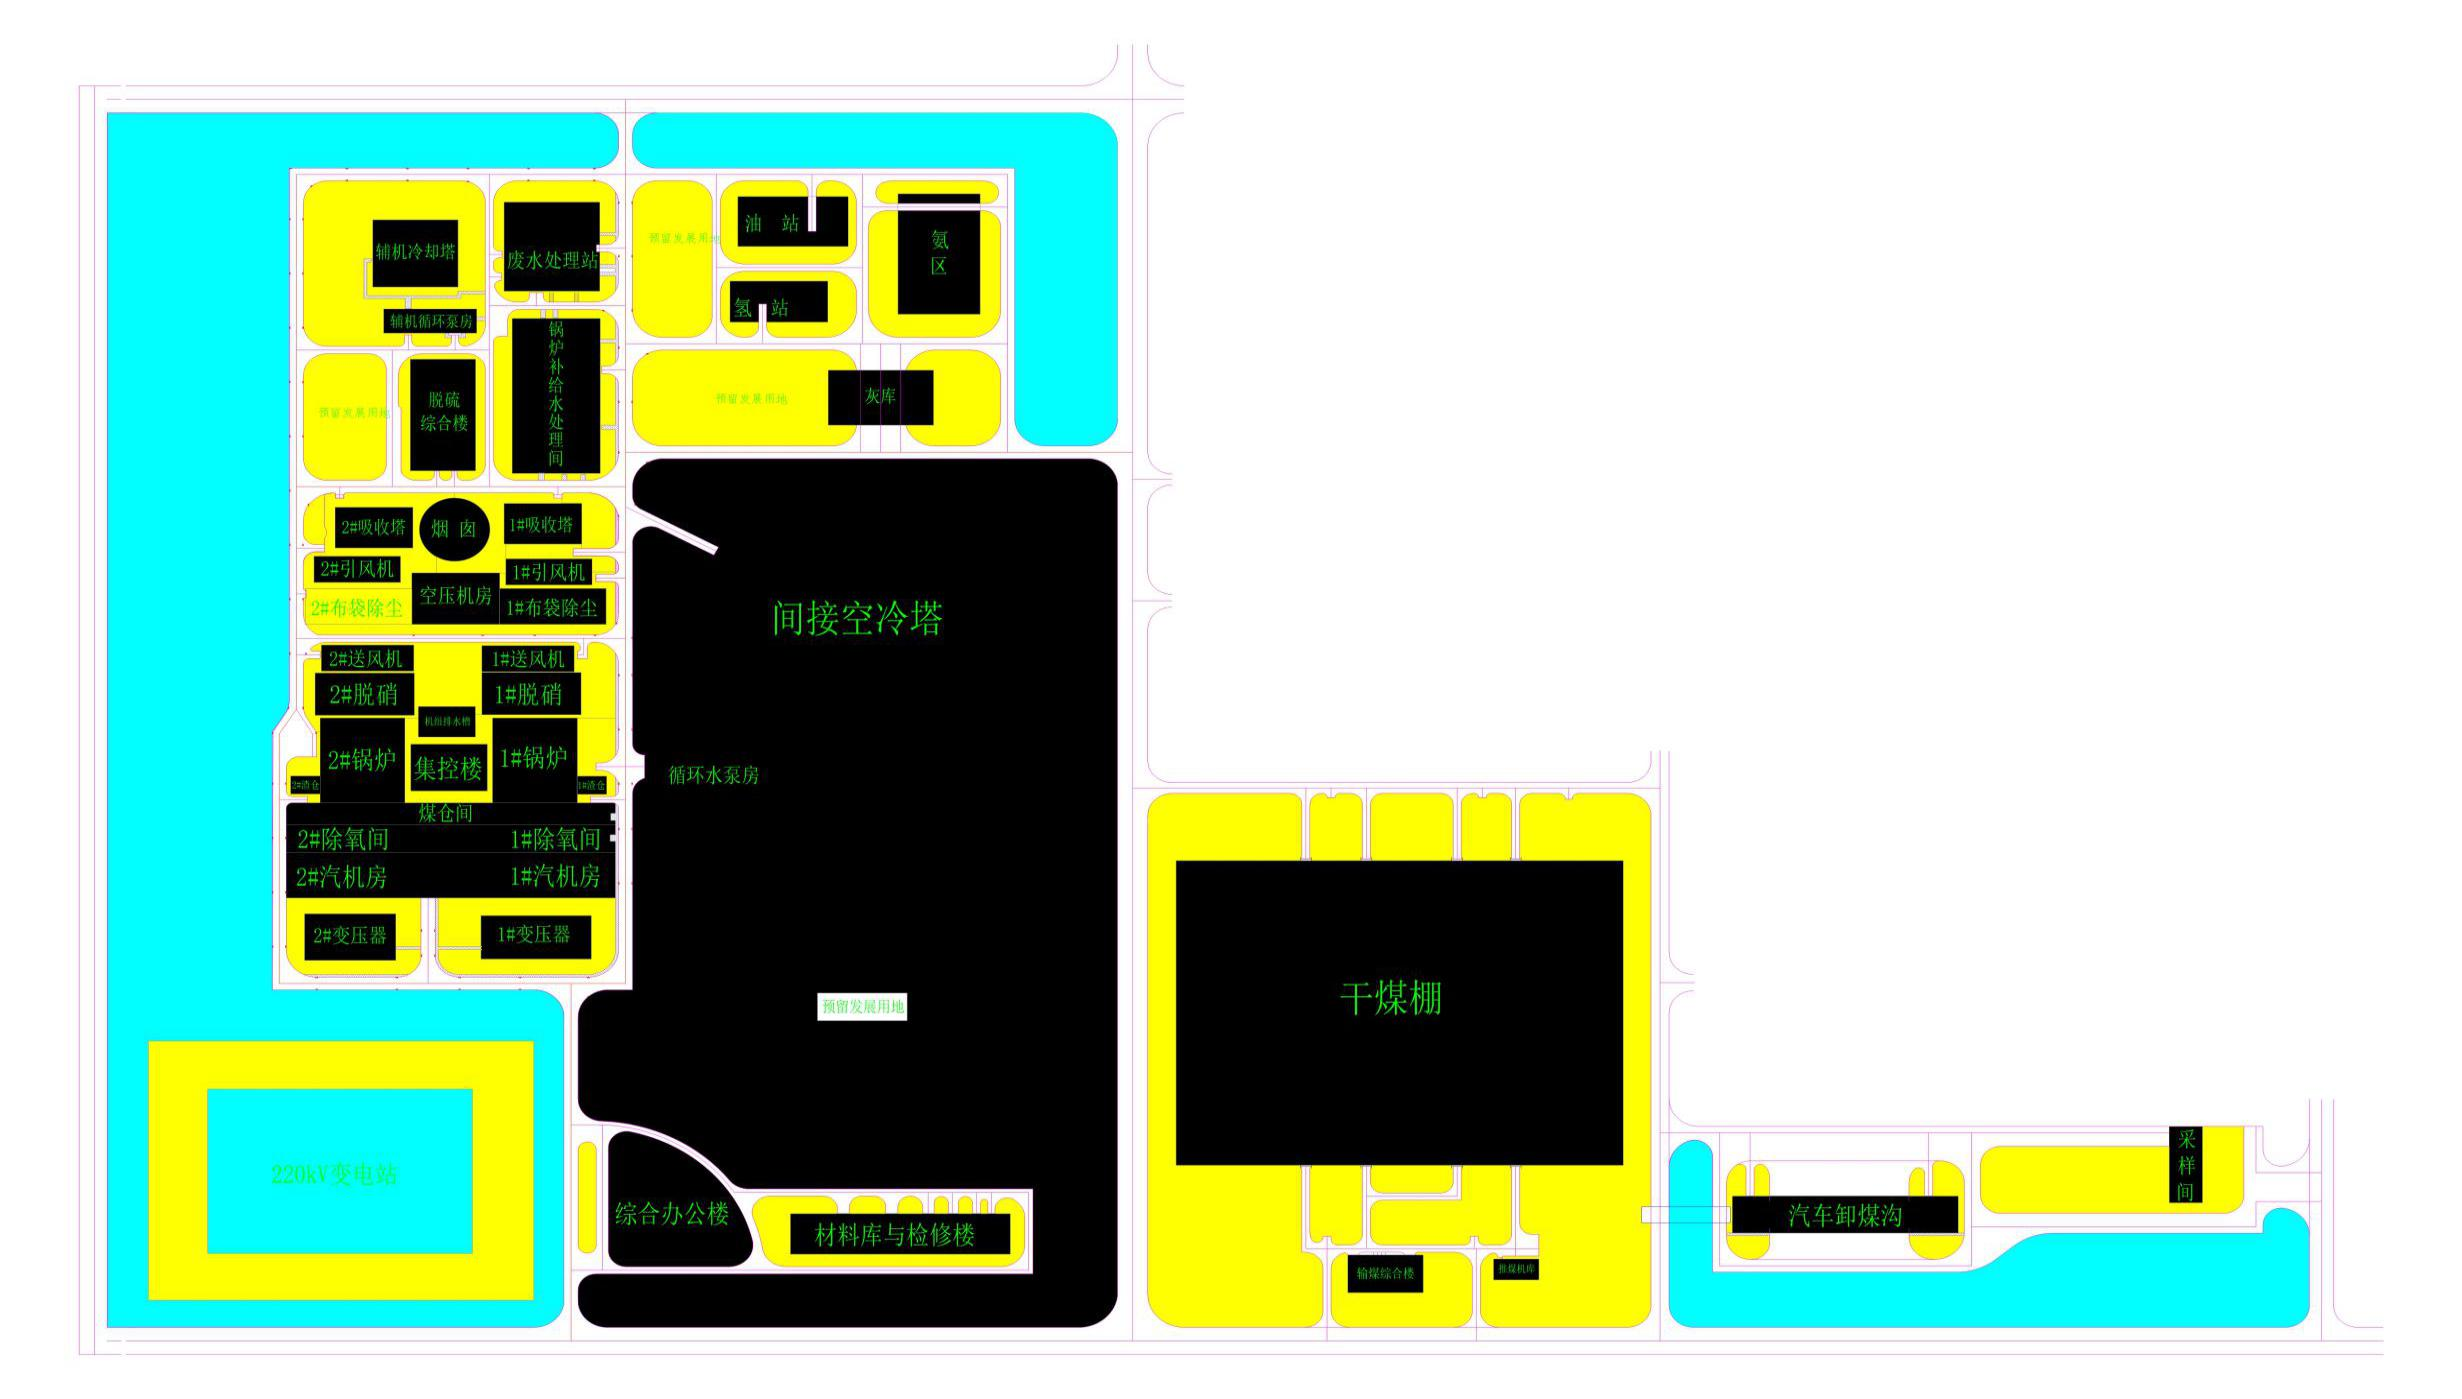 辅机冷却塔
辅机循环泵房
废水处理站
预留发展用地
油 站
氢 站
氨
区
预留发展用地
脱硫
综合楼
锅炉补给水处理间
预留发展用地
灰库
2#吸收塔
烟 囱
1#吸收塔
2#引风机
1#引风机
2#布袋除尘
空压机房
1#布袋除尘
间接空冷塔
2#送风机
1#送风机
2#脱硝
1#脱硝
机组排水槽
2#锅炉
集控楼
1#锅炉
2#渣仓
1#渣仓
循环水泵房
煤仓间
2#除氧间
1#除氧间
2#汽机房
1#汽机房
2#变压器
1#变压器
预留发展用地
干煤棚
220kV变电站
综合办公楼
材料库与检修楼
输煤综合楼
推煤机库
汽车卸煤沟
采
样
间